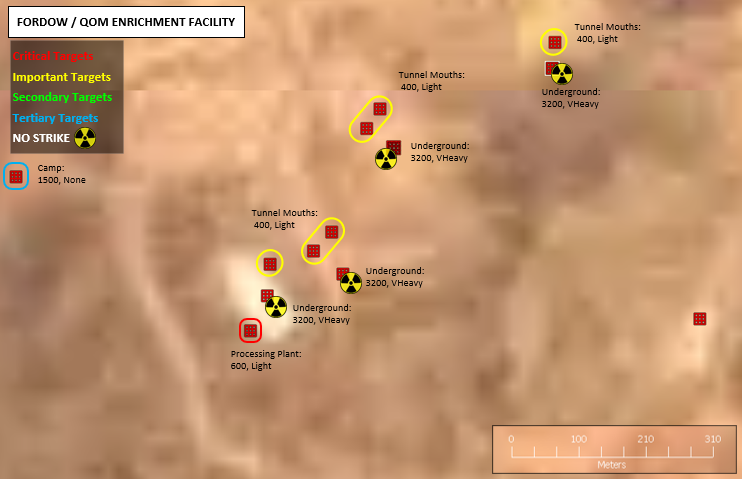 FORDOW / QOM ENRICHMENT FACILITY
Critical Targets
Important Targets
Secondary Targets
Tertiary Targets
NO STRIKE
Tunnel Mouths:
400, Light
Underground:
3200, VHeavy
Tunnel Mouths:
400, Light
Underground:
3200, VHeavy
Camp:
1500, None
Tunnel Mouths:
400, Light
Underground:
3200, VHeavy
Underground:
3200, VHeavy
Processing Plant:
600, Light
0 100 210 310
Meters